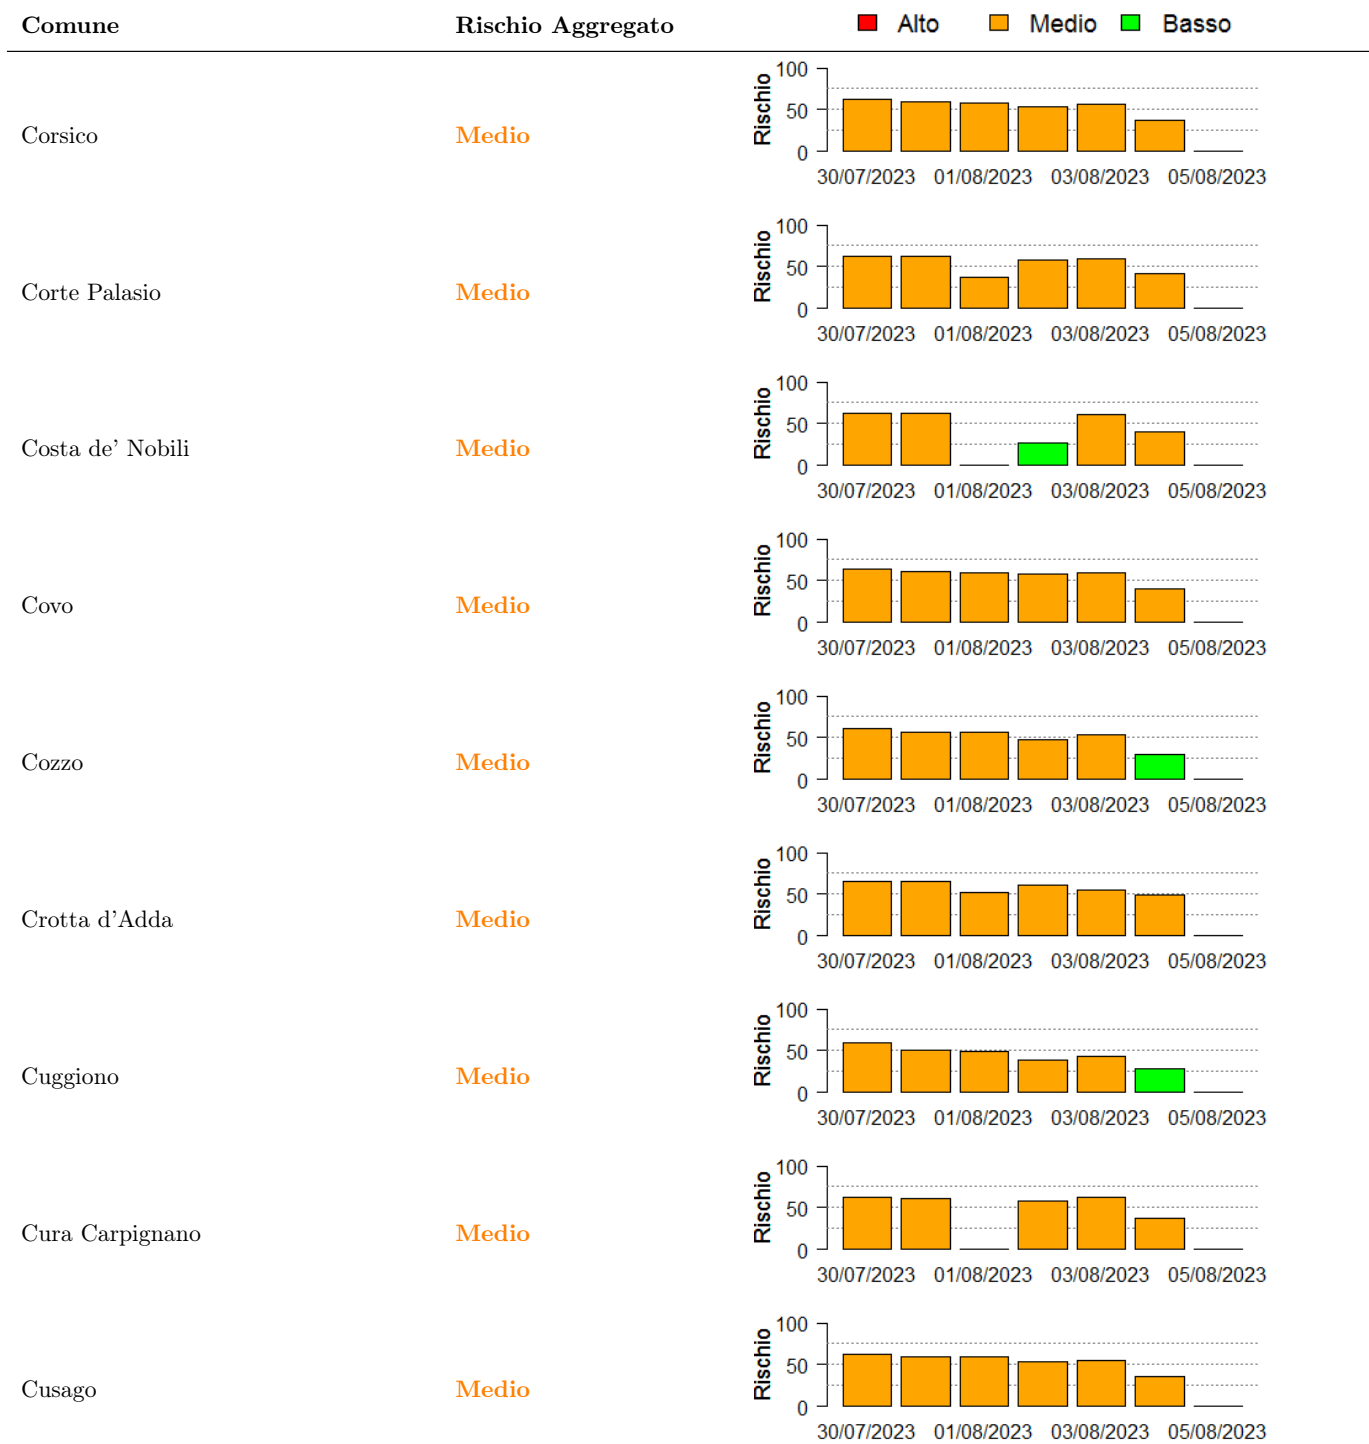 Comune Rischio Aggregato Alto Medio Basso
100
50
0
Rischio
Corsico Medio
30/07/2023 01/08/2023 03/08/2023 05/08/2023
100
50
0
Rischio
Corte Palasio Medio
30/07/2023 01/08/2023 03/08/2023 05/08/2023
100
50
0
Rischio
Costa de' Nobili Medio
30/07/2023 01/08/2023 03/08/2023 05/08/2023
100
50
0
Rischio
Covo Medio
30/07/2023 01/08/2023 03/08/2023 05/08/2023
100
50
0
Rischio
Cozzo Medio
30/07/2023 01/08/2023 03/08/2023 05/08/2023
100
50
0
Rischio
Crotta d'Adda Medio
30/07/2023 01/08/2023 03/08/2023 05/08/2023
100
50
0
Rischio
Cuggiono Medio
30/07/2023 01/08/2023 03/08/2023 05/08/2023
100
50
0
Rischio
Cura Carpignano Medio
30/07/2023 01/08/2023 03/08/2023 05/08/2023
100
50
0
Rischio
Cusago Medio
30/07/2023 01/08/2023 03/08/2023 05/08/2023